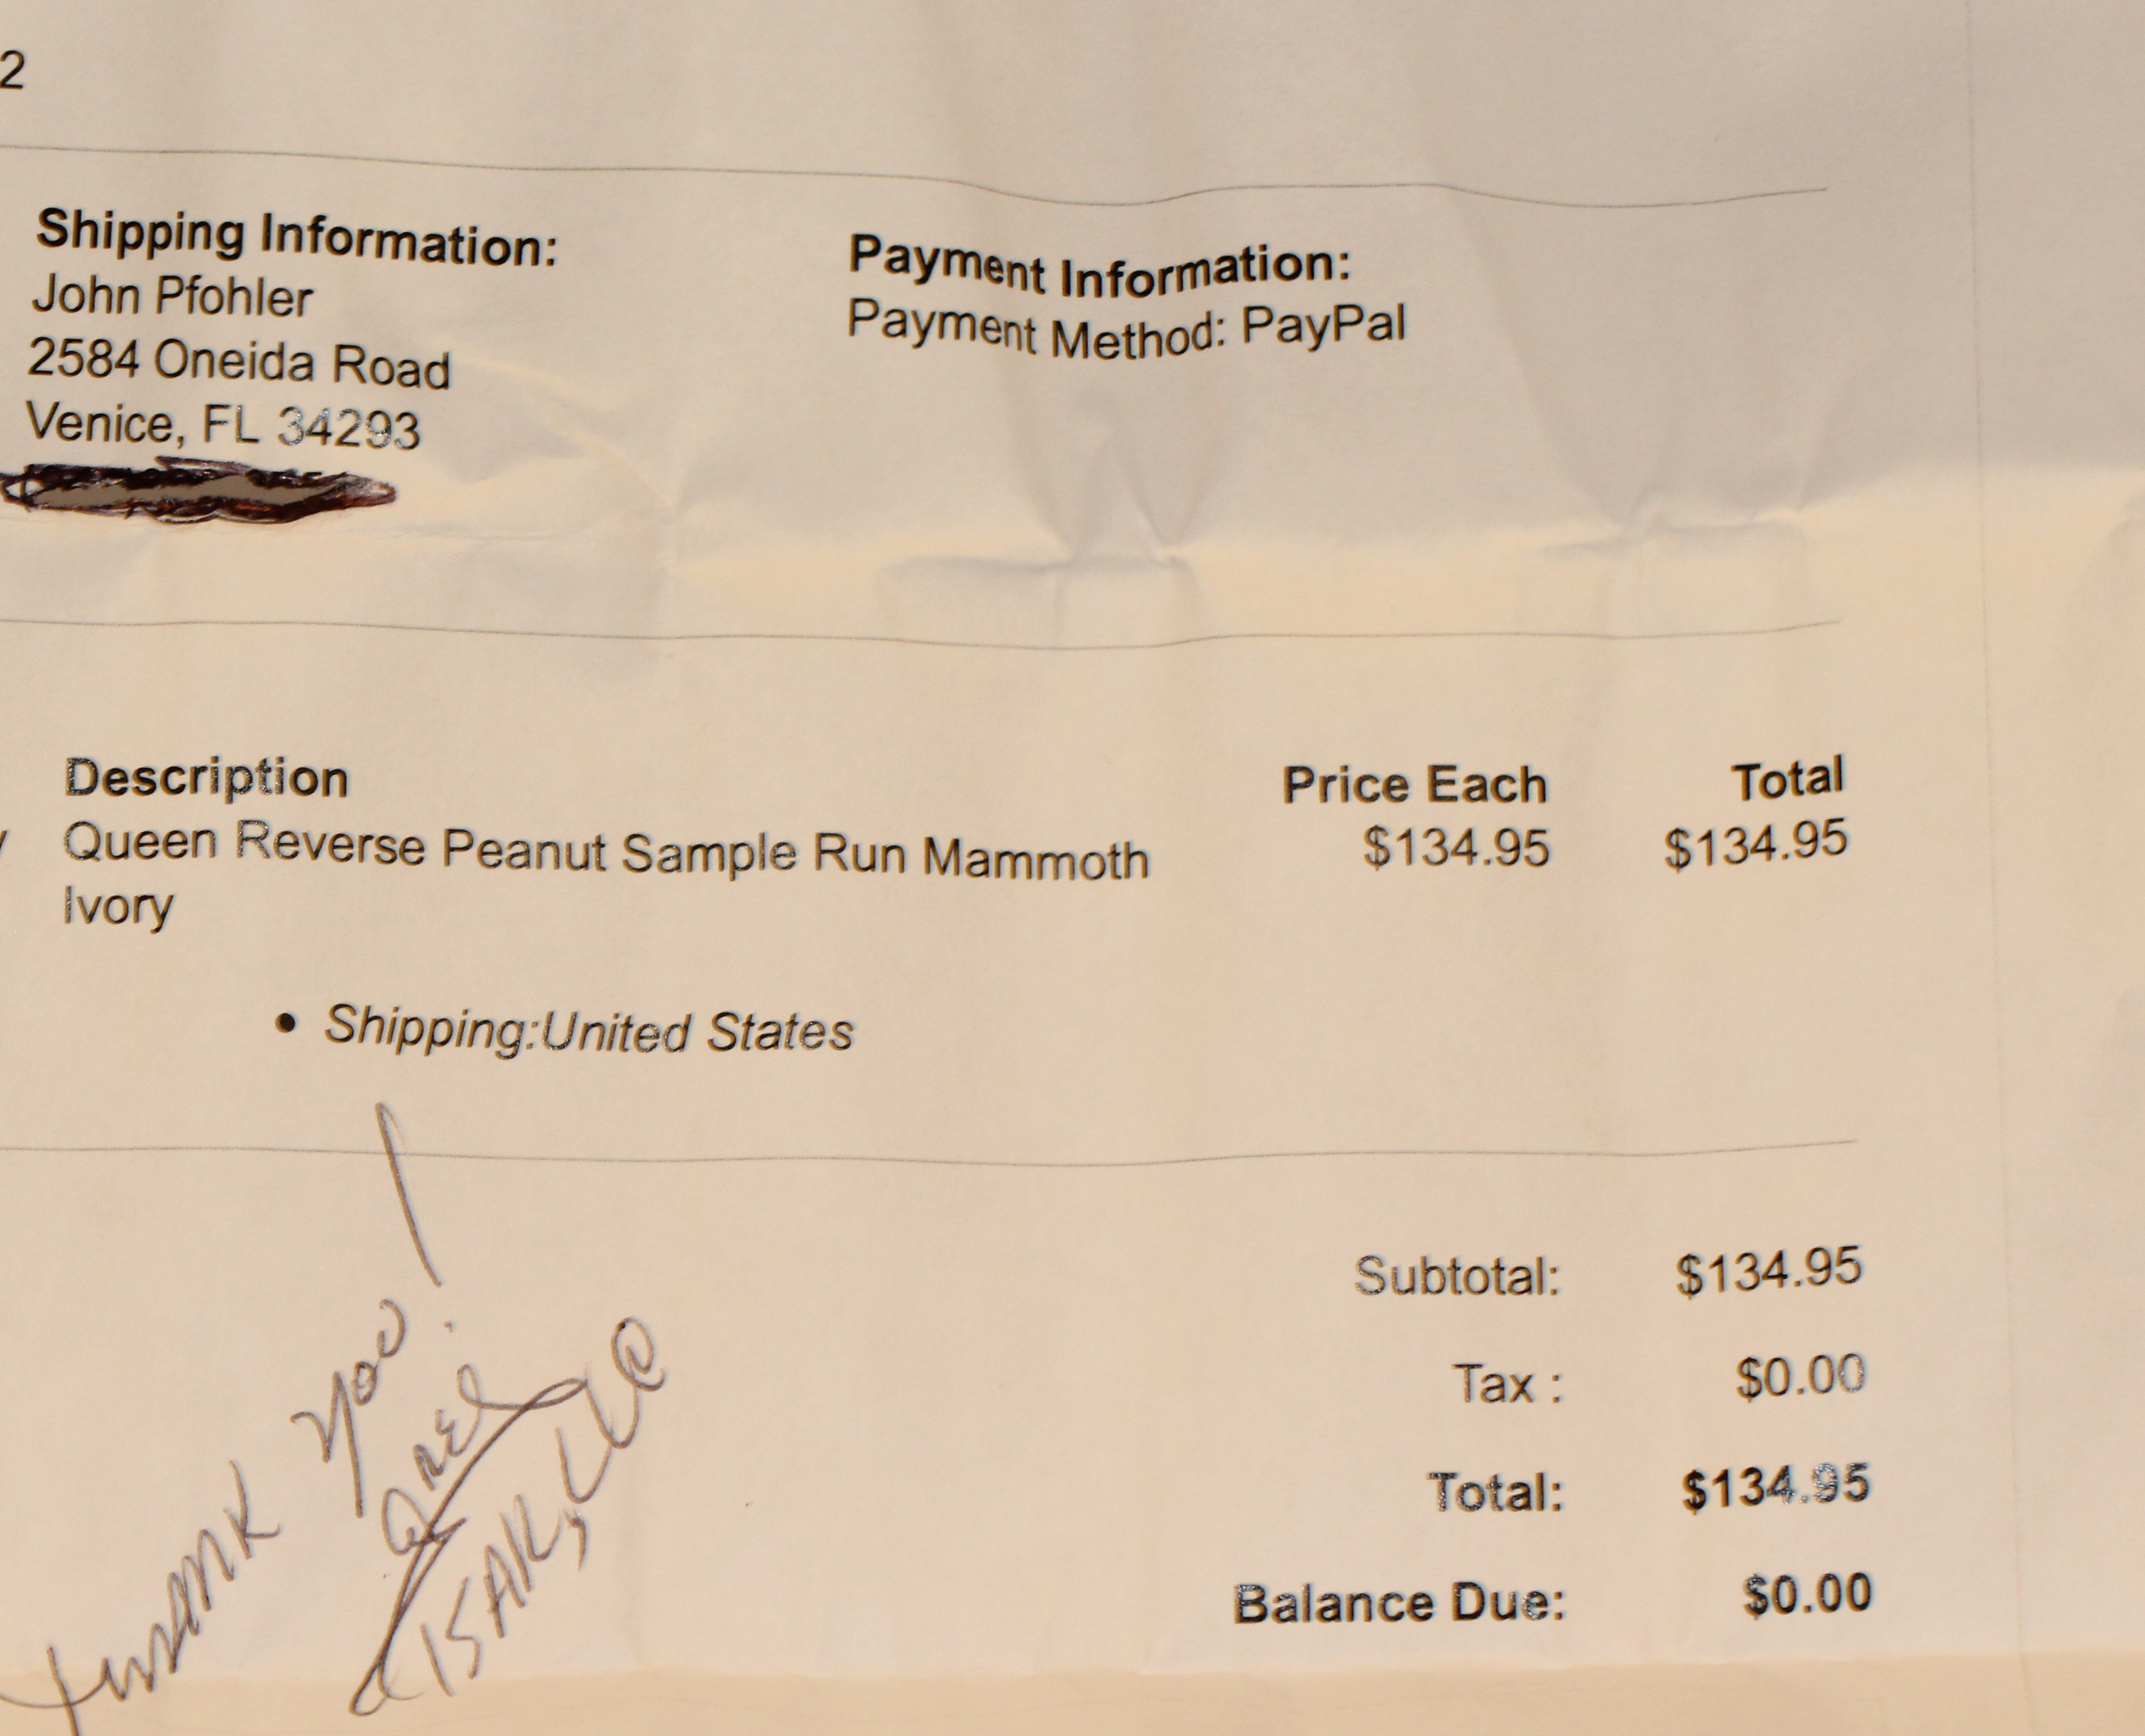 2
Shipping Information:
John Pfohler
2584 Oneida Road
Venice, FL 34293
Payment Information:
Payment Method: PayPal
Description Price Each Total
Queen Reverse Peanut Sample Run Mammoth $134.95 $134.95
Ivory
• Shipping:United States
Subtotal: $134.95
Tax : $0.00
Total: $134.95
Balance Due: $0.00
THANK you!